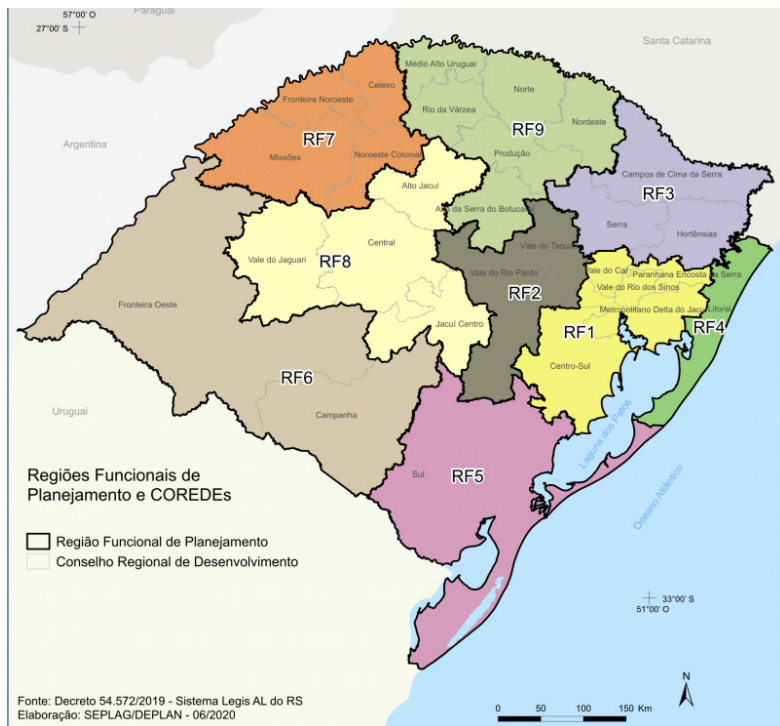 Paraguai
57°00' O
27°00' S
Santa Catarina
Argentina
Médio Alto Uruguai
Norte
Celeiro
Fronteira Noroeste
Rio da Várzea
Nordeste
RF9
RF7
Missões
Noroeste Colonial
Produção
Campos de Cima da Serra
Alto Jacuí
RF3
Alto da Serra do Botucaraí
Serra
Hortênsias
Central
Vale do Taquari
Vale do Jaguari
RF8
Vale do Rio Pardo
Vale do Caí
Paranhana Encosta da Serra
Fronteira Oeste
RF2
Vale do Rio dos Sinos
Metropolitano Delta do Jacuí
Litoral
Jacuí Centro
RF1
RF4
Centro-Sul
RF6
Uruguai
Campanha
Laguna dos Patos
Sul
RF5
Oceano Atlântico
Regiões Funcionais de
Planejamento e COREDEs
Região Funcional de Planejamento
Conselho Regional de Desenvolvimento
33°00' S
51°00' O
N
Fonte: Decreto 54.572/2019 - Sistema Legis AL do RS
Elaboração: SEPLAG/DEPLAN - 06/2020
0 50 100 150 Km